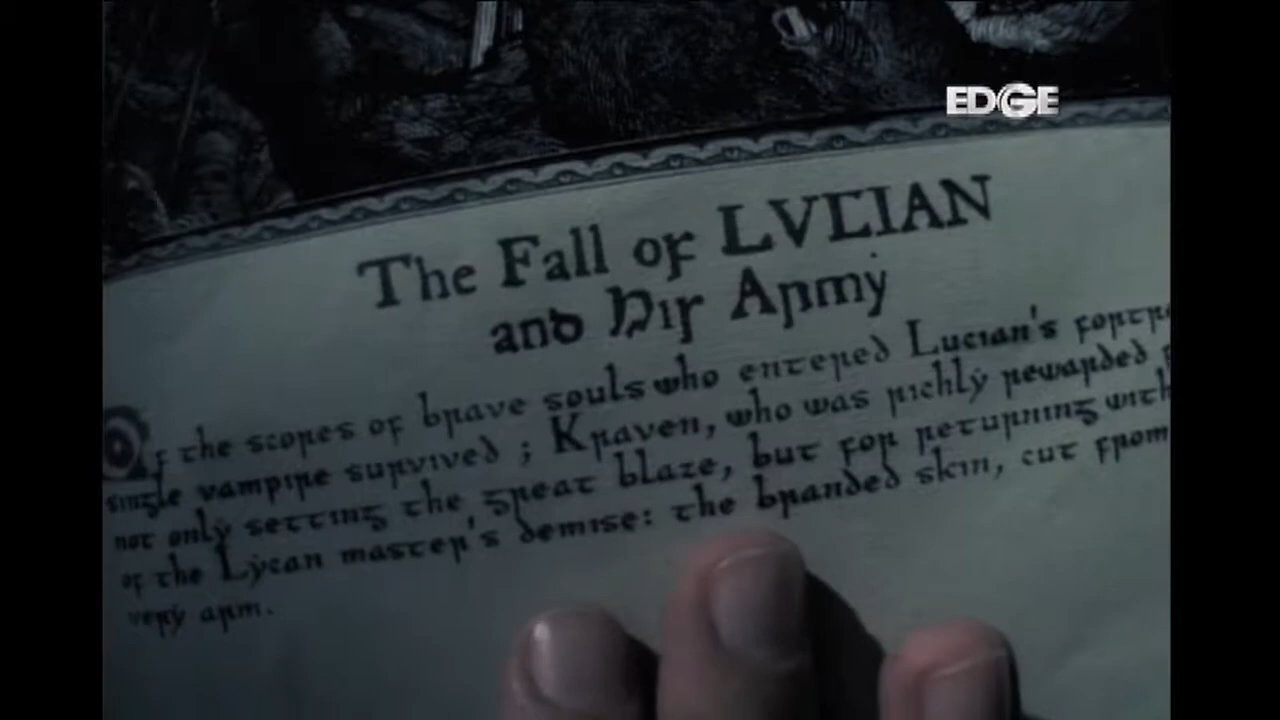 EDGE
The Fall of LVCIAN
and His Army
Of the scores of brave souls who entered Lucian's
single vampire survived ; Kraven, who was richly rewarded
not only setting the great blaze, but for returning with
of the Lycan master's demise: the branded skin, cut from
very arm.